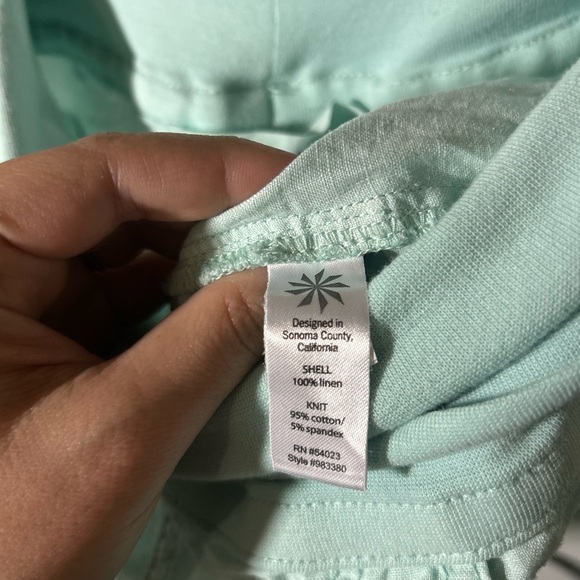 Designed in
Sonoma County,
California
SHELL
100% linen
KNIT
95% cotton/
5% spandex
RN #54023
Style #983380